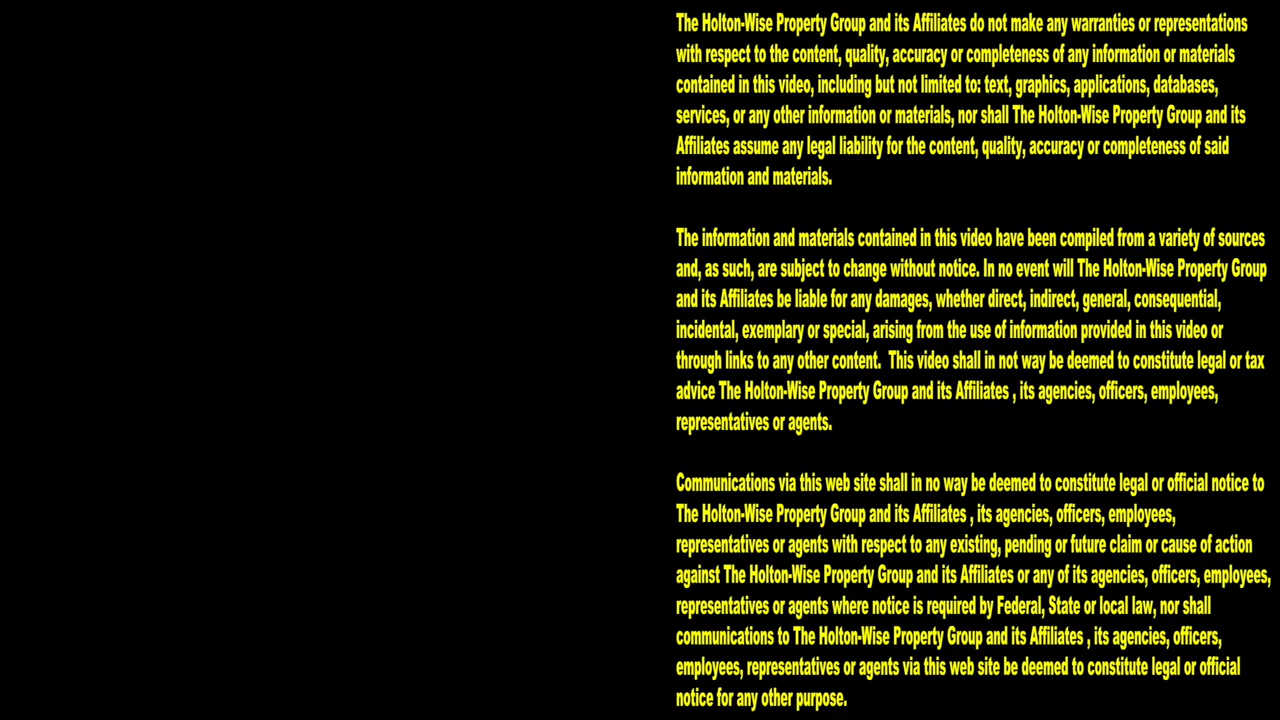 The Holton-Wise Property Group and its Affiliates do not make any warranties or representations
with respect to the content, quality, accuracy or completeness of any information or materials
contained in this video, including but not limited to: text, graphics, applications, databases,
services, or any other information or materials, nor shall The Holton-Wise Property Group and its
Affiliates assume any legal liability for the content, quality, accuracy or completeness of said
information and materials.
The information and materials contained in this video have been compiled from a variety of sources
and, as such, are subject to change without notice. In no event will The Holton-Wise Property Group
and its Affiliates be liable for any damages, whether direct, indirect, general, consequential,
incidental, exemplary or special, arising from the use of information provided in this video or
through links to any other content.  This video shall in not way be deemed to constitute legal or tax
advice The Holton-Wise Property Group and its Affiliates , its agencies, officers, employees,
representatives or agents.
Communications via this web site shall in no way be deemed to constitute legal or official notice to
The Holton-Wise Property Group and its Affiliates , its agencies, officers, employees,
representatives or agents with respect to any existing, pending or future claim or cause of action
against The Holton-Wise Property Group and its Affiliates or any of its agencies, officers, employees,
representatives or agents where notice is required by Federal, State or local law, nor shall
communications to The Holton-Wise Property Group and its Affiliates , its agencies, officers,
employees, representatives or agents via this web site be deemed to constitute legal or official
notice for any other purpose.